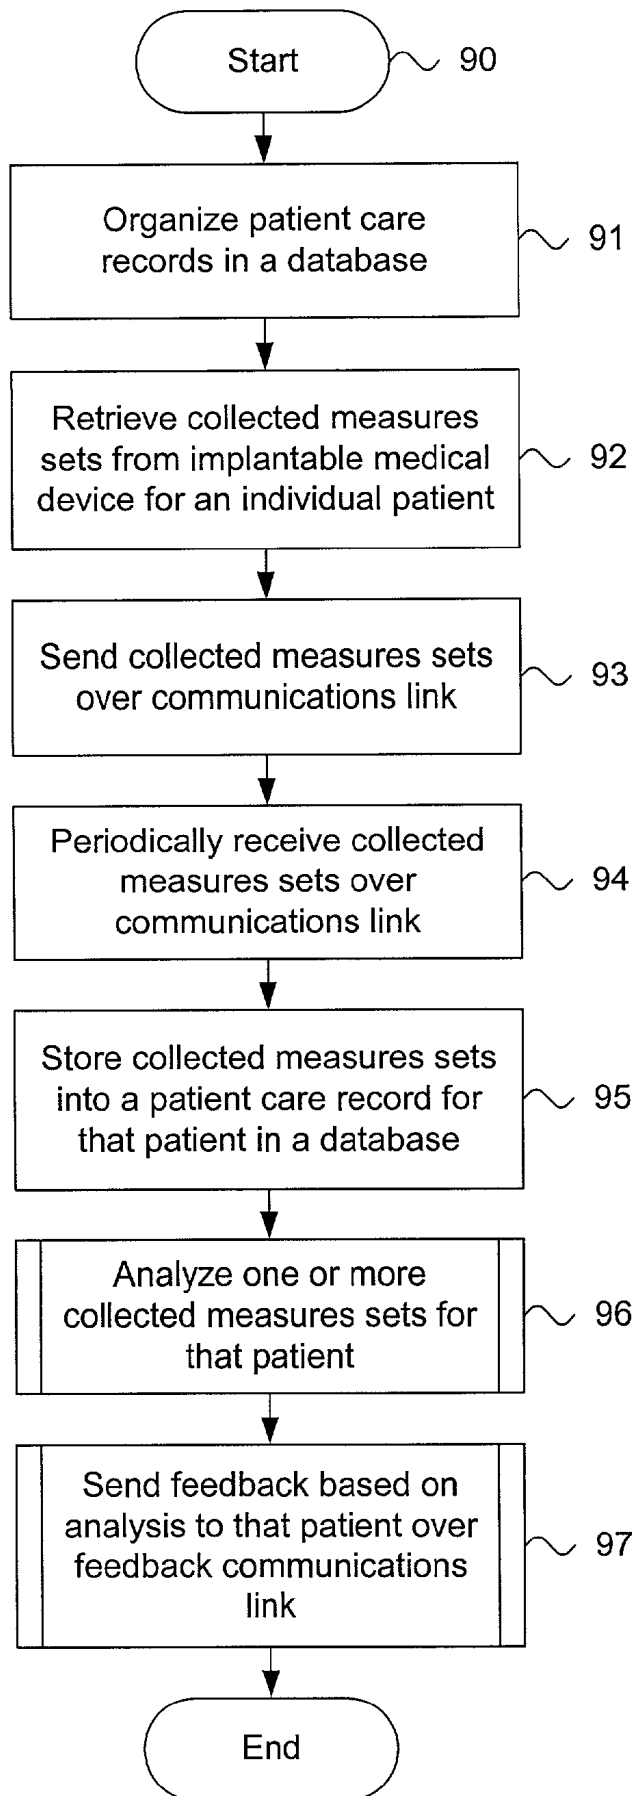 Start
90
Organize patient care
records in a database
91
Retrieve collected measures
sets from implantable medical
device for an individual patient
92
Send collected measures sets
over communications link
93
Periodically receive collected
measures sets over
communications link
94
Store collected measures sets
into a patient care record for
that patient in a database
95
Analyze one or more
collected measures sets for
that patient
96
Send feedback based on
analysis to that patient over
feedback communications
link
97
End